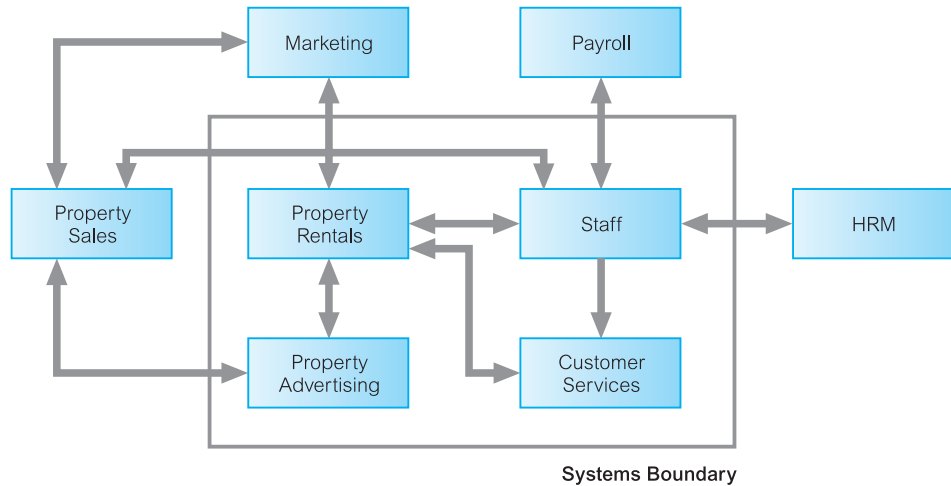 Marketing
Payroll
Property
Sales
Property
Rentals
Staff
HRM
Property
Advertising
Customer
Services
Systems Boundary